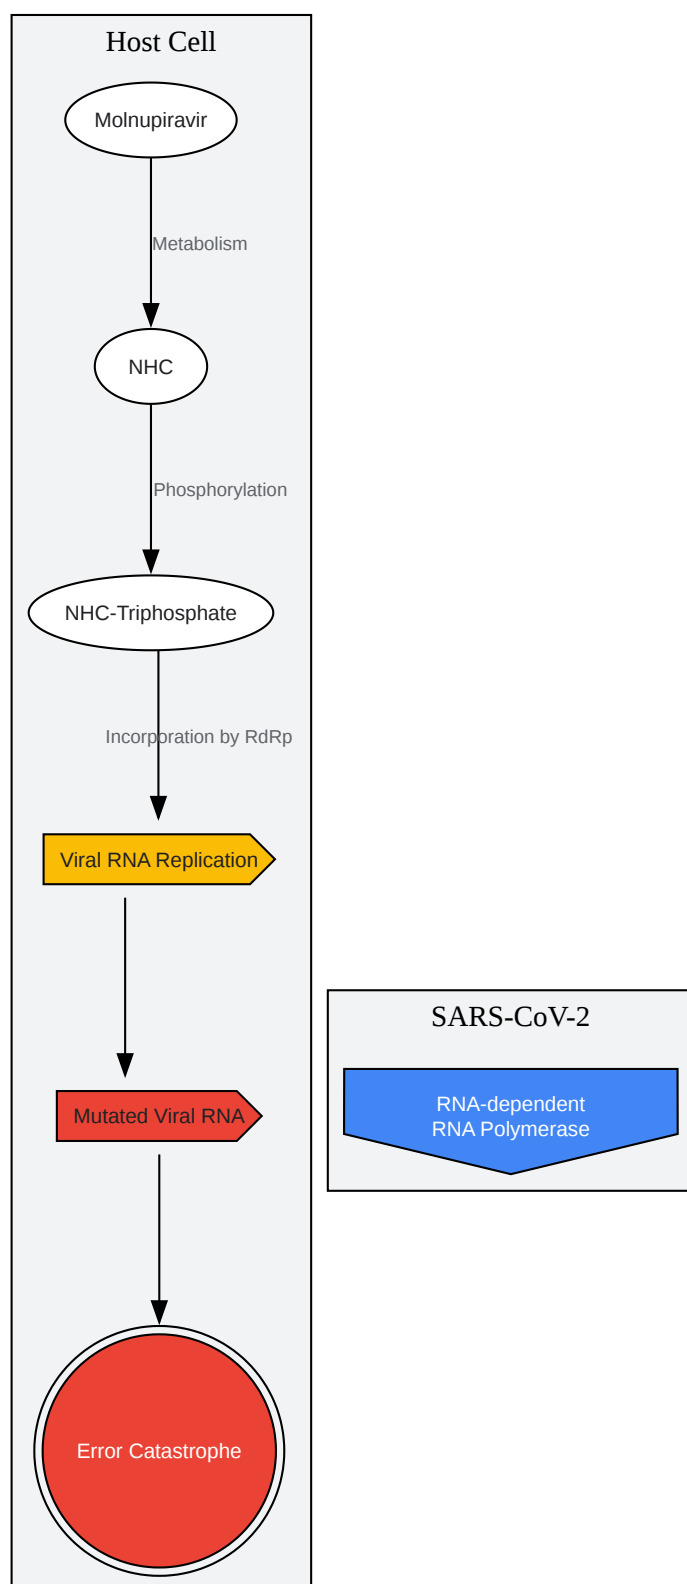 Host Cell
Molnupiravir
Metabolism
NHC
Phosphorylation
NHC-Triphosphate
Incorporation by RdRp
Viral RNA Replication
Mutated Viral RNA
Error Catastrophe
SARS-CoV-2
RNA-dependent
RNA Polymerase